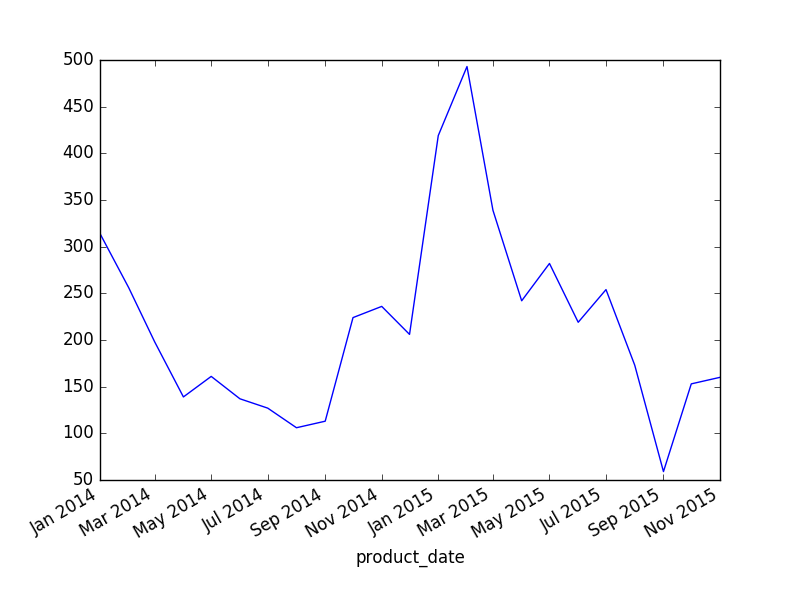 500
450
400
350
300
250
200
150
100
50
Jan 2014
Mar 2014
May 2014
Jul 2014
Sep 2014
Nov 2014
Jan 2015
Mar 2015
May 2015
Jul 2015
Sep 2015
Nov 2015
product_date